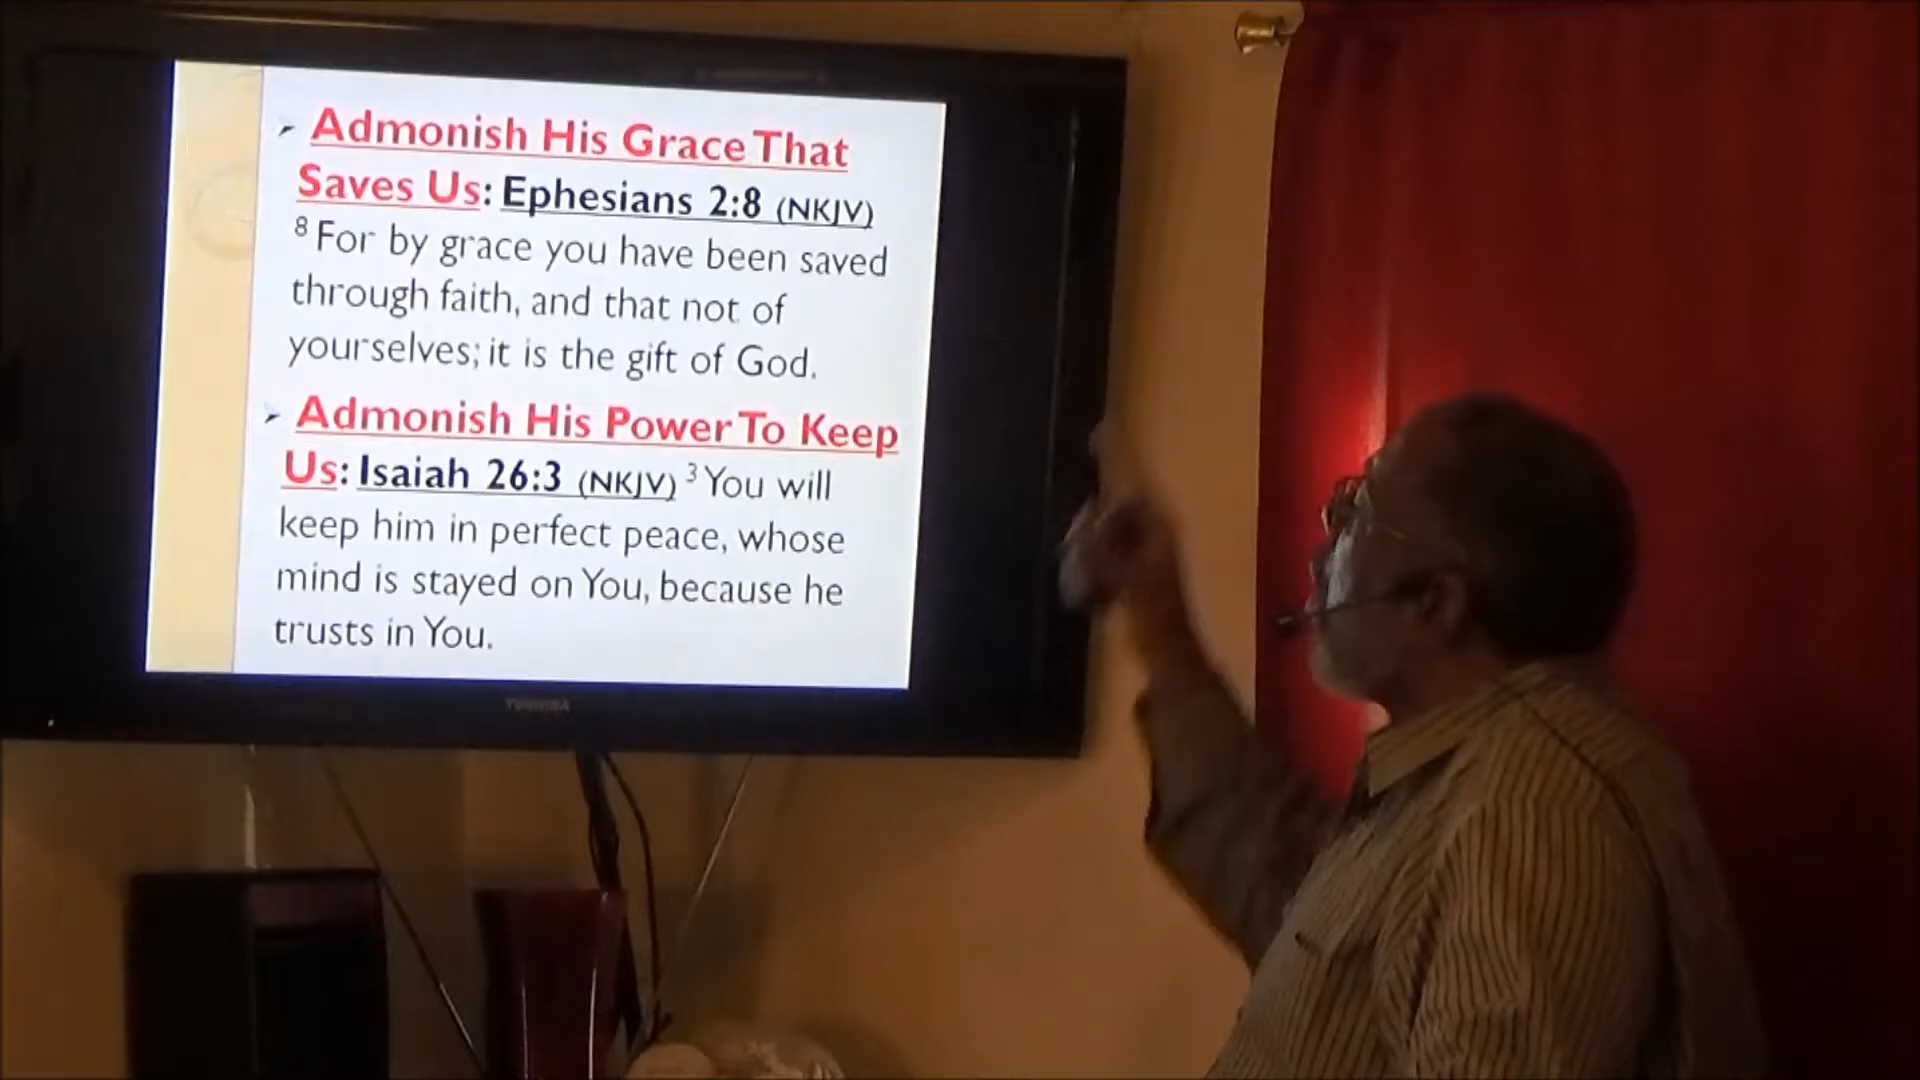 Admonish His Grace That
Saves Us: Ephesians 2:8 (NKJV)
8 For by grace you have been saved
through faith, and that not of
yourselves; it is the gift of God.
Admonish His Power To Keep
Us: Isaiah 26:3 (NKJV) 3 You will
keep him in perfect peace, whose
mind is stayed on You, because he
trusts in You.
TOSHIBA